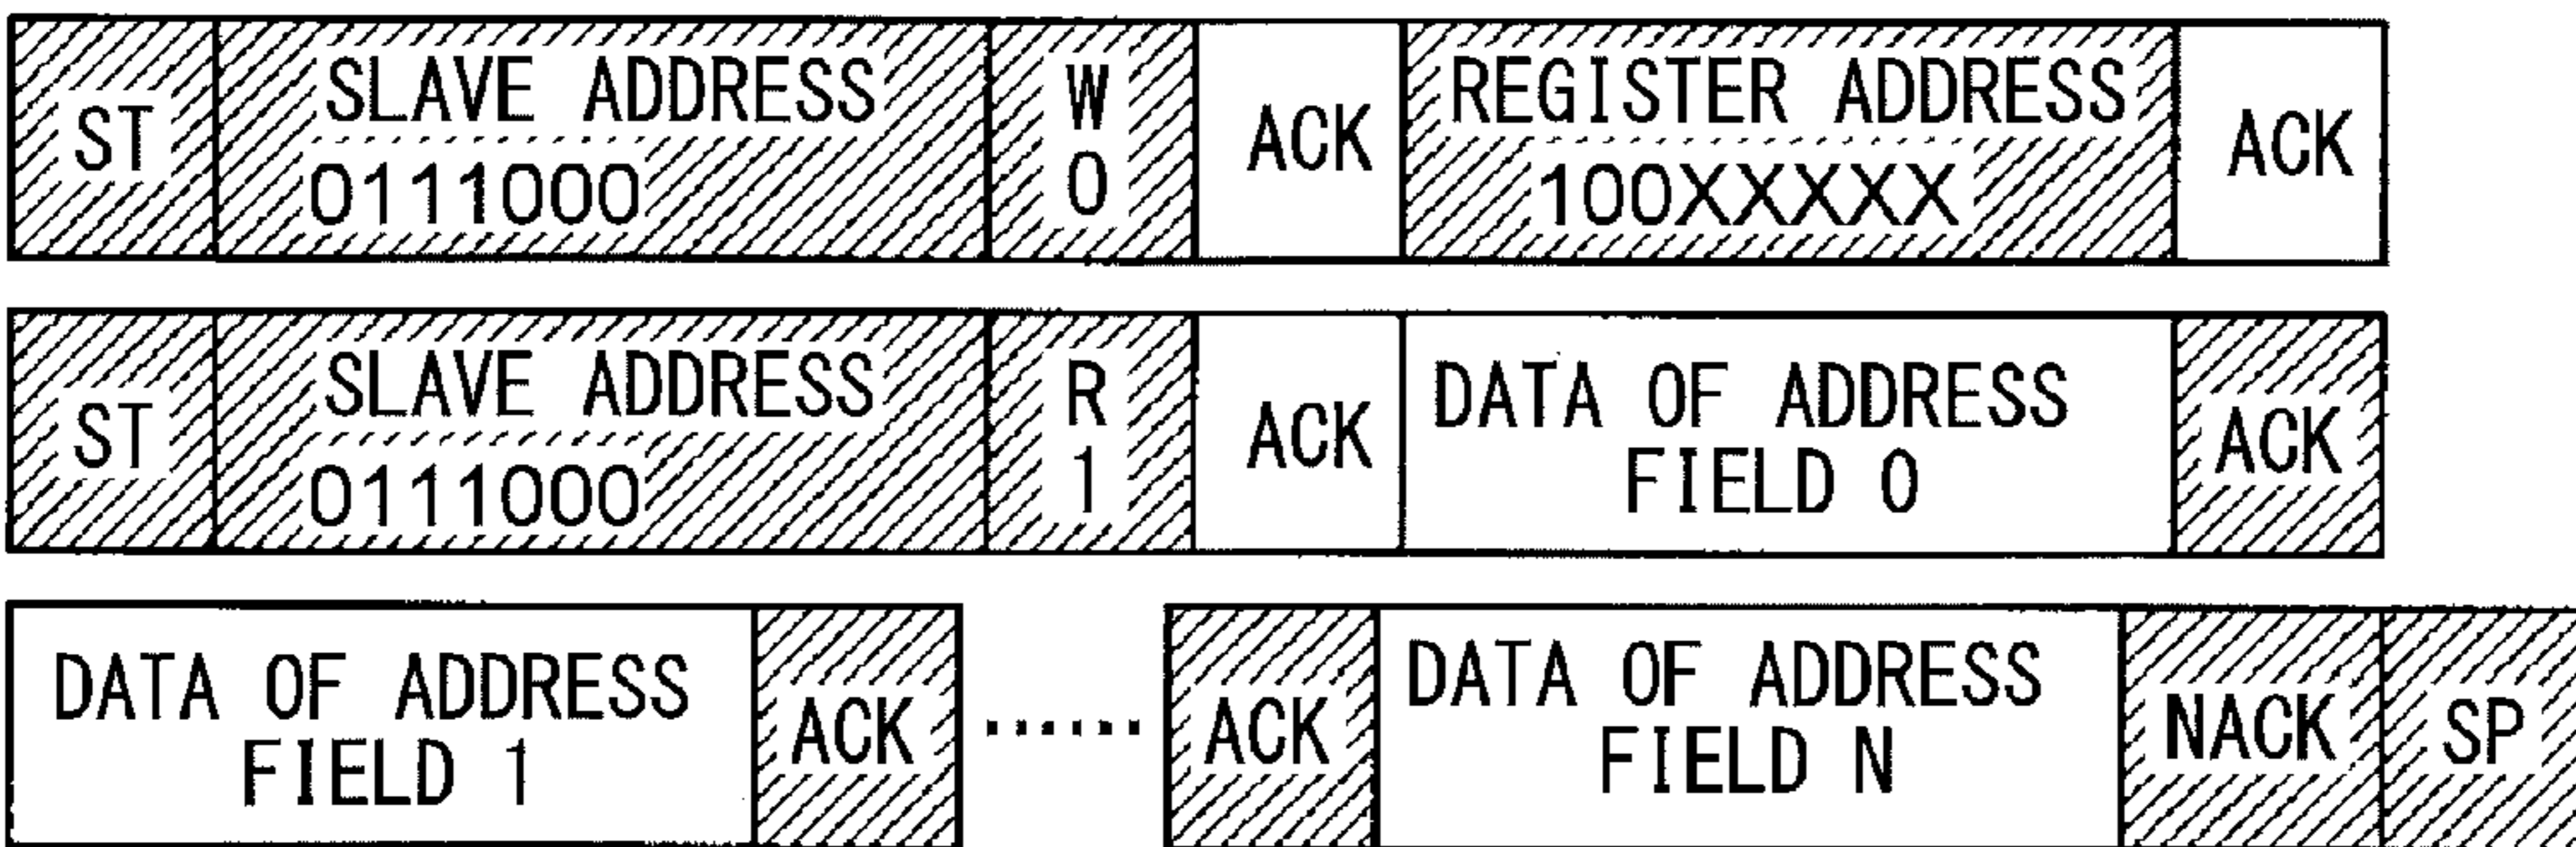 ST SLAVE ADDRESS 0111000 W 0 ACK REGISTER ADDRESS 100XXXXX ACK
ST SLAVE ADDRESS 0111000 R 1 ACK DATA OF ADDRESS FIELD 0 ACK
DATA OF ADDRESS FIELD 1 ACK ...... ACK DATA OF ADDRESS FIELD N NACK SP